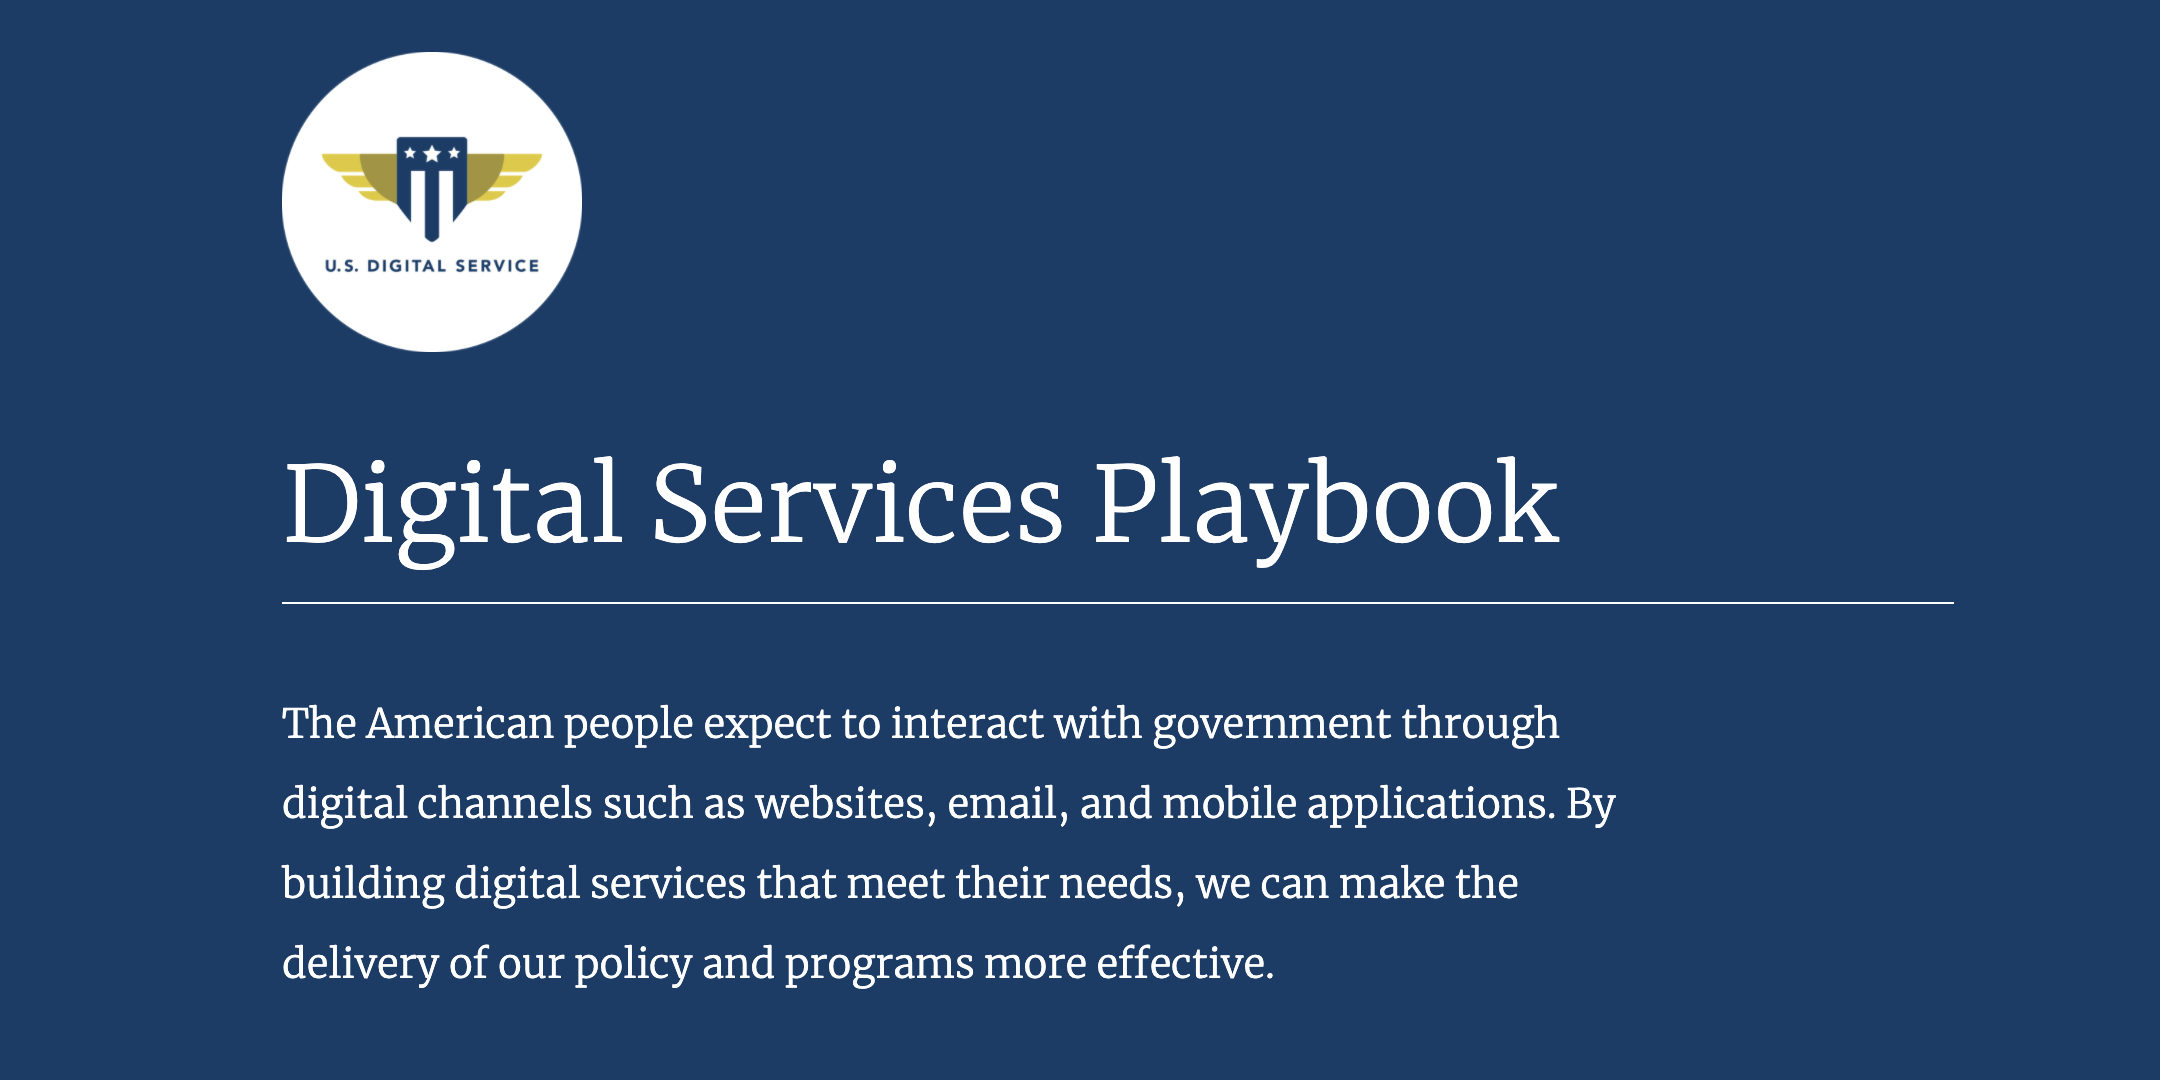 U.S. DIGITAL SERVICE
Digital Services Playbook
The American people expect to interact with government through
digital channels such as websites, email, and mobile applications. By
building digital services that meet their needs, we can make the
delivery of our policy and programs more effective.